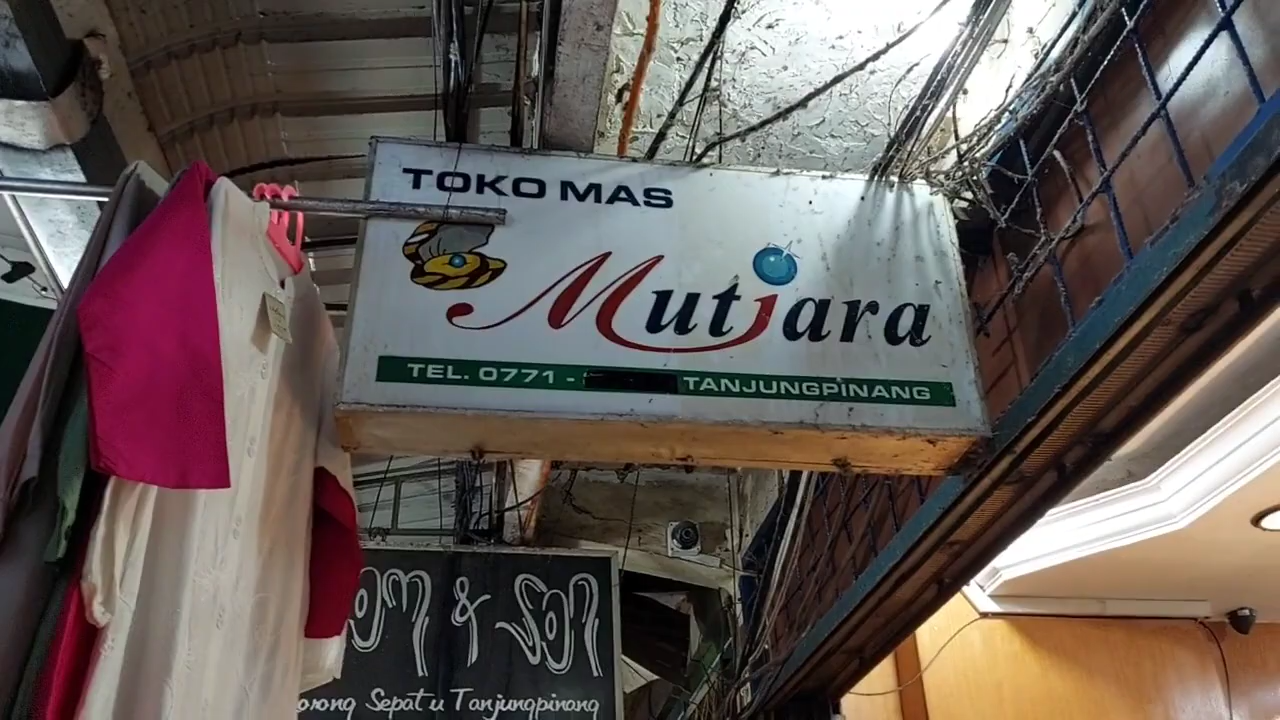 TOKO MAS
Mutiara
TEL. 0771 - TANJUNGPINANG
&
Sepatu Tanjungpinang